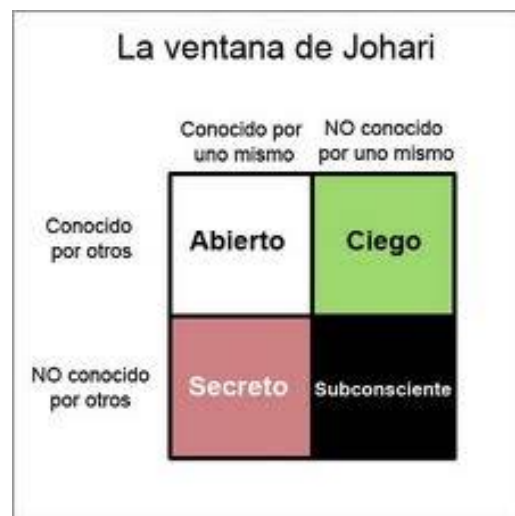 La ventana de Johari
Conocido por
uno mismo
NO conocido
por uno mismo
Conocido
por otros
Abierto
Ciego
NO conocido
por otros
Secreto
Subconsciente